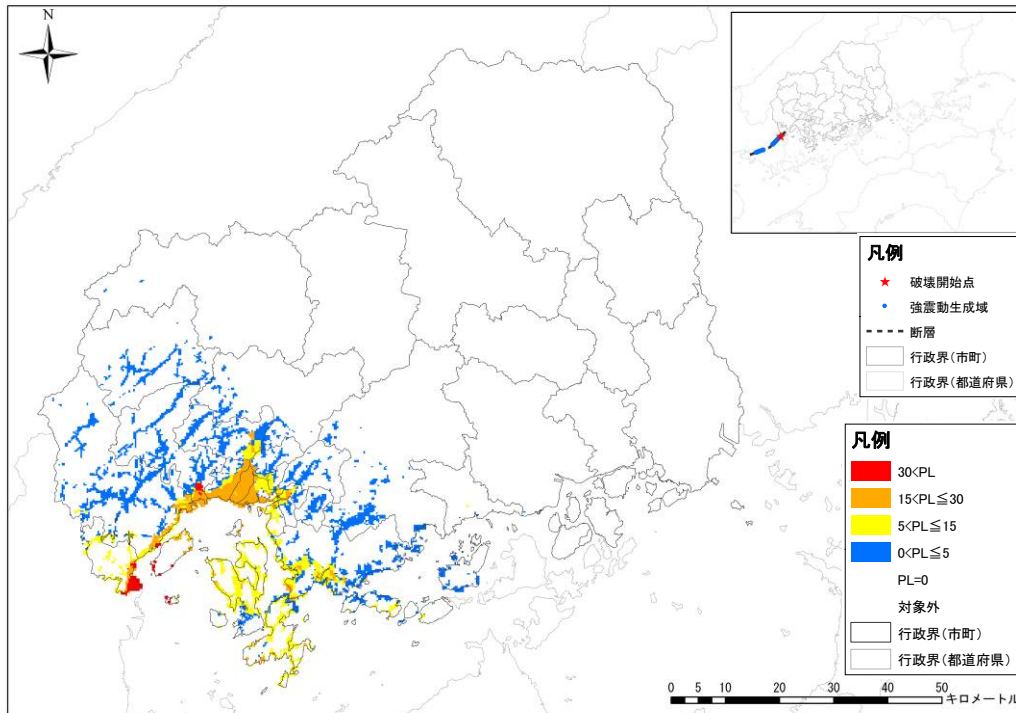 N
凡例
破壊開始点
強震動生成域
断層
行政界(市町)
行政界(都道府県)
凡例
30<PL
15<PL≦30
5<PL≦15
0<PL≦5
PL=0
対象外
行政界(市町)
行政界(都道府県)
0 5 10 20 30 40 50
キロメートル